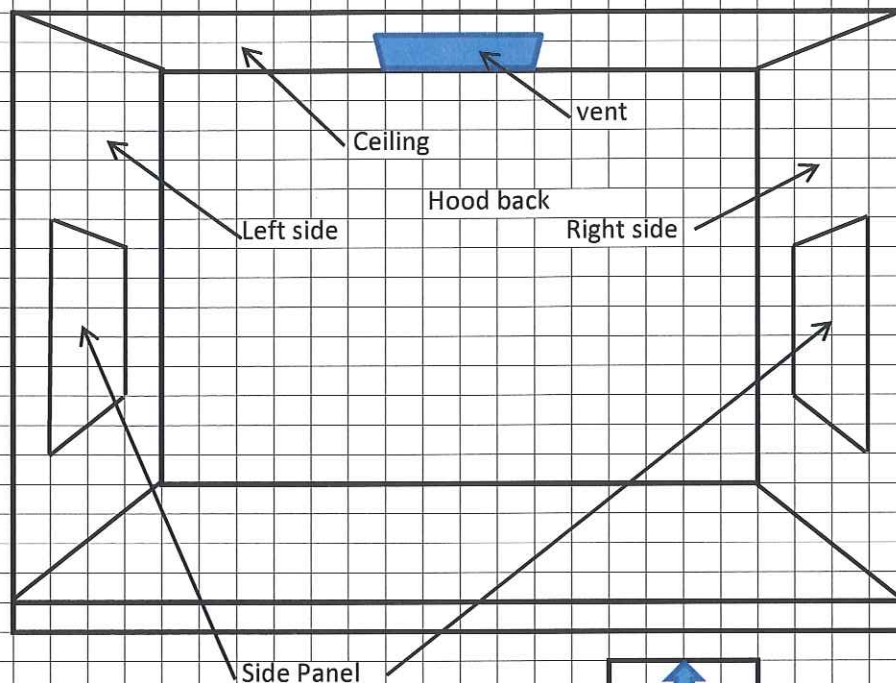 vent
Ceiling
Hood back
Left side
Right side
Side Panel